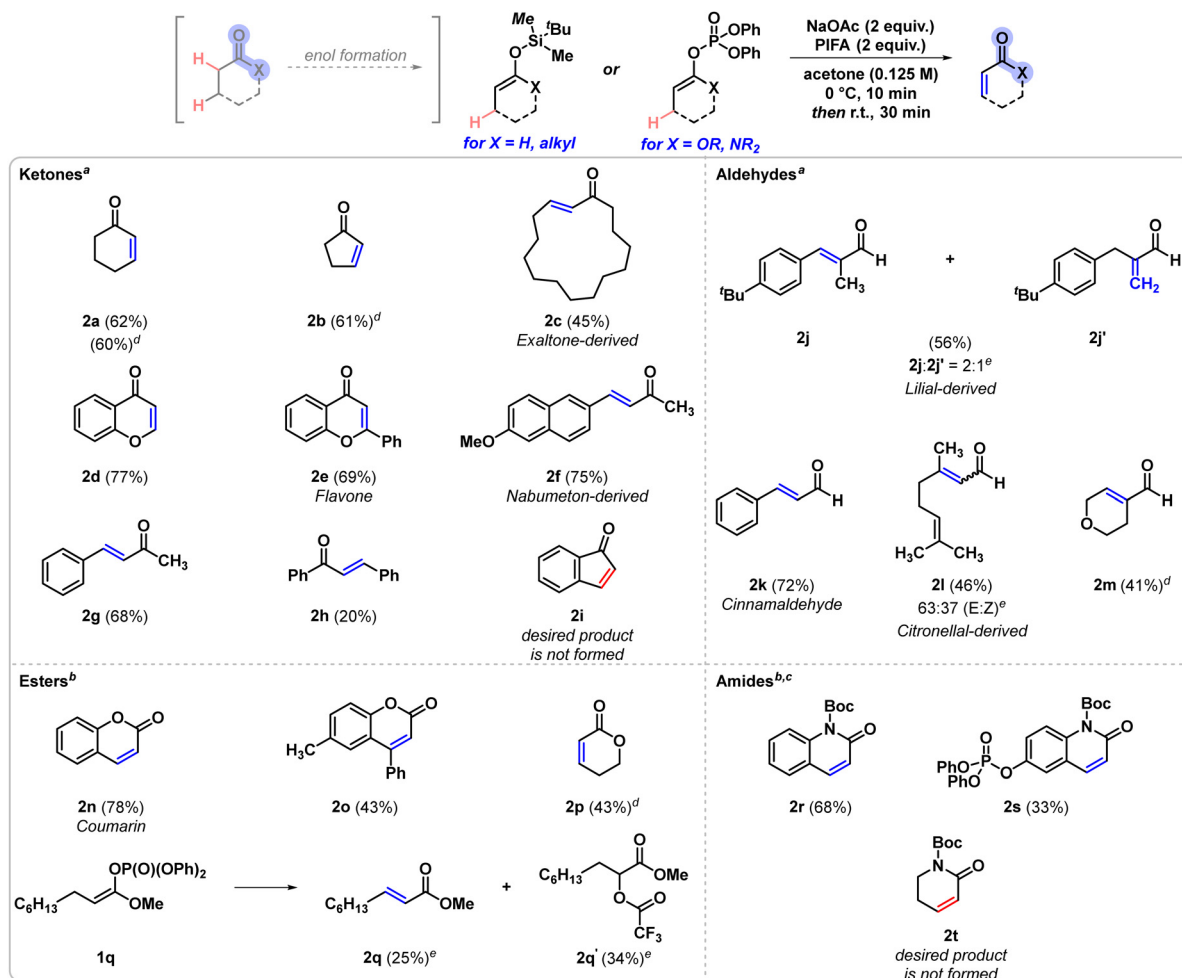 Me
tBu
O
Si
Me
Me
O
O
P
OPh
OPh
O
X
H
H
enol formation
X
H
or
X
H
for X = H, alkyl
for X = OR, NR2
NaOAc (2 equiv.)
PIFA (2 equiv.)
acetone (0.125 M)
0 °C, 10 min
then r.t., 30 min
O
X
Ketonesᵃ
O
2a (62%)
(60%)ᵈ
O
2b (61%)ᵈ
O
2c (45%)
Exaltone-derived
O
O
2d (77%)
O
O
Ph
2e (69%)
Flavone
O
CH3
MeO
2f (75%)
Nabumeton-derived
O
CH3
2g (68%)
O
Ph
Ph
2h (20%)
O
2i
desired product
is not formed
Aldehydesᵃ
O
H
CH3
tBu
2j
+
O
H
CH2
tBu
2j'
(56%)
2j:2j' = 2:1ᵉ
Lilial-derived
O
H
2k (72%)
Cinnamaldehyde
CH3
O
H
H3C
CH3
2l (46%)
63:37 (E:Z)ᵉ
Citronellal-derived
O
H
O
2m (41%)ᵈ
Estersᵇ
O
O
2n (78%)
Coumarin
O
O
CH3
Ph
2o (43%)
O
O
2p (43%)ᵈ
OP(O)(OPh)2
C6H13
OMe
1q
O
C6H13
OMe
2q (25%)ᵉ
+
O
C6H13
OMe
O
O
CF3
2q' (34%)ᵉ
Amidesᵇ,ᶜ
Boc
N
O
2r (68%)
Boc
N
O
O
PhO
P
PhO
O
2s (33%)
Boc
N
O
2t
desired product
is not formed